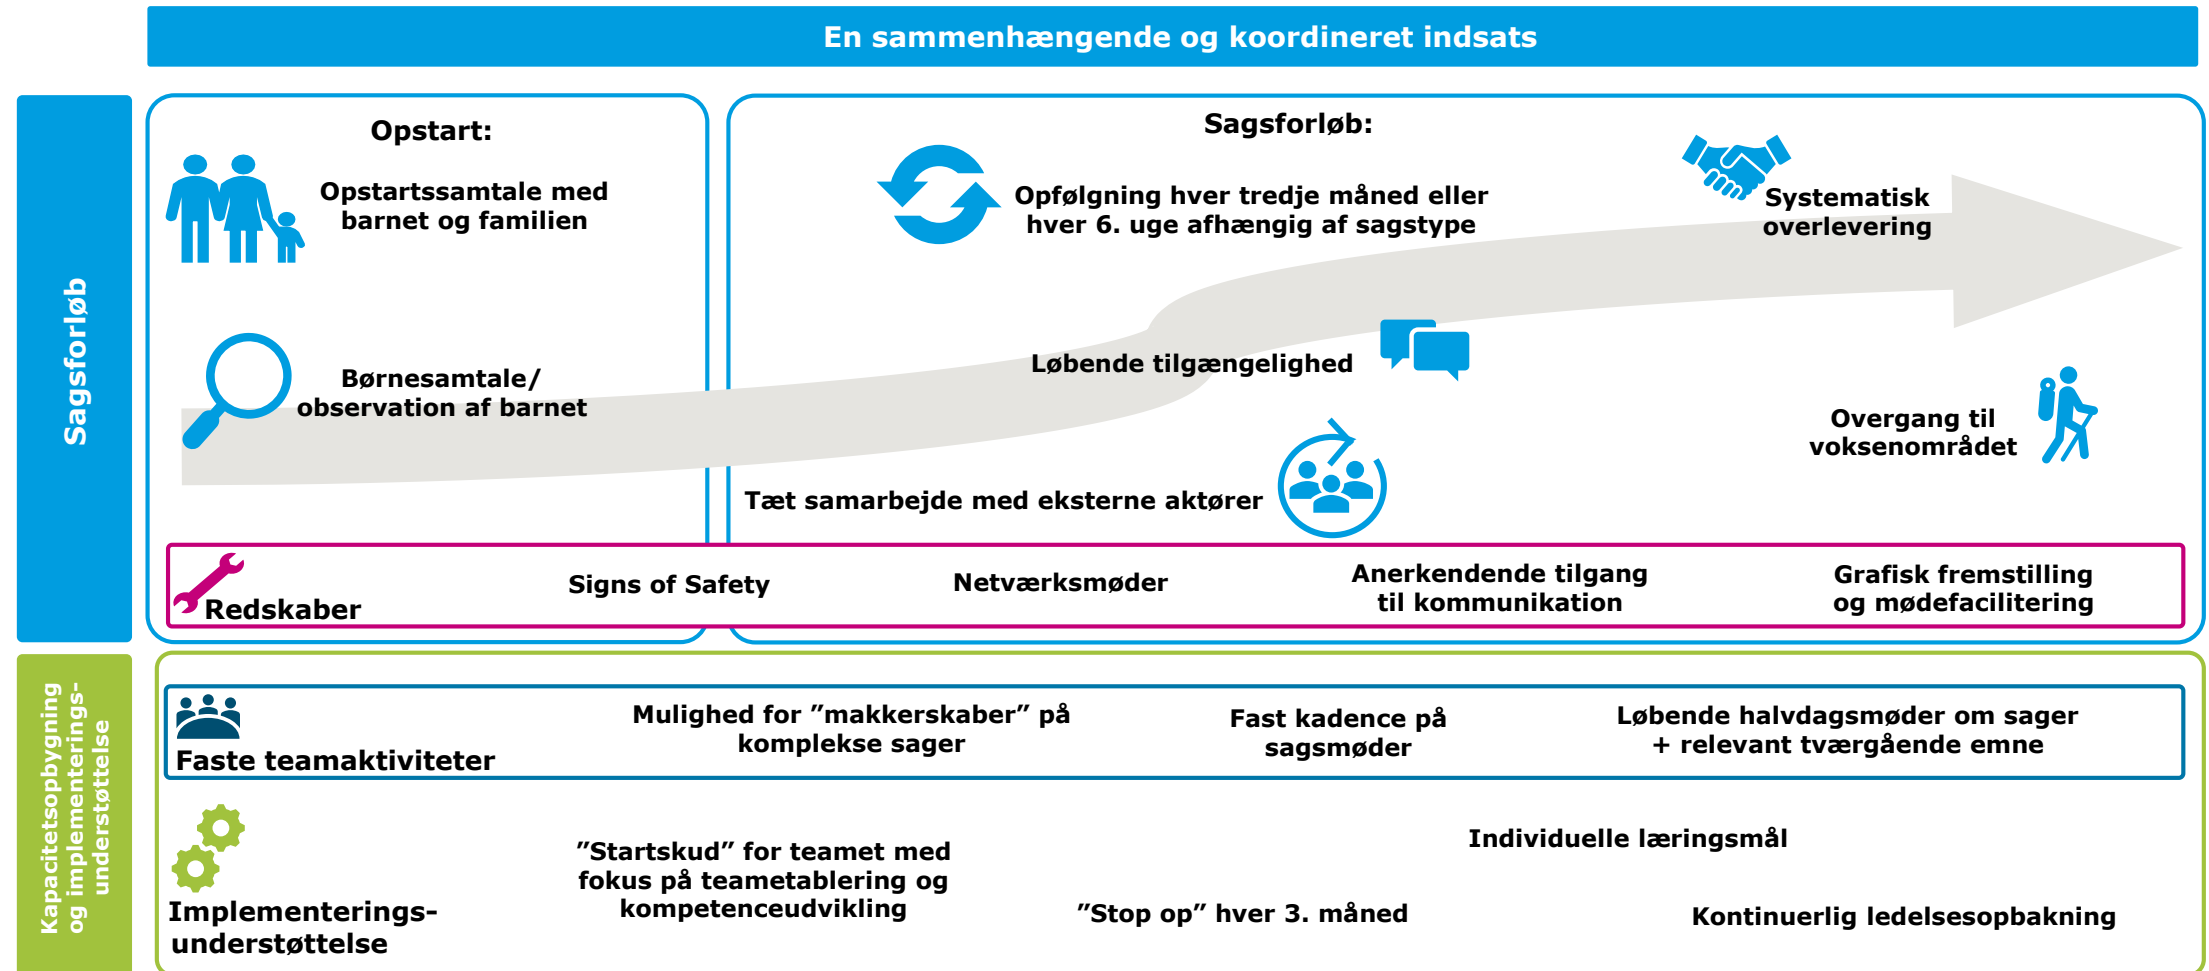 En sammenhængende og koordineret indsats
Sagsforløb
Opstart:
Opstartssamtale med
barnet og familien
Børnesamtale/
observation af barnet
Sagsforløb:
Opfølgning hver tredje måned eller
hver 6. uge afhængig af sagstype
Systematisk
overlevering
Løbende tilgængelighed
Overgang til
voksenområdet
Tæt samarbejde med eksterne aktører
Redskaber
Signs of Safety
Netværksmøder
Anerkendende tilgang
til kommunikation
Grafisk fremstilling
og mødefacilitering
Kapacitetsopbygning
og implementerings-
understøttelse
Faste teamaktiviteter
Mulighed for ”makkerskaber” på
komplekse sager
Fast kadence på
sagsmøder
Løbende halvdagsmøder om sager
+ relevant tværgående emne
Implementerings-
understøttelse
”Startskud” for teamet med
fokus på teametablering og
kompetenceudvikling
”Stop op” hver 3. måned
Individuelle læringsmål
Kontinuerlig ledelsesopbakning